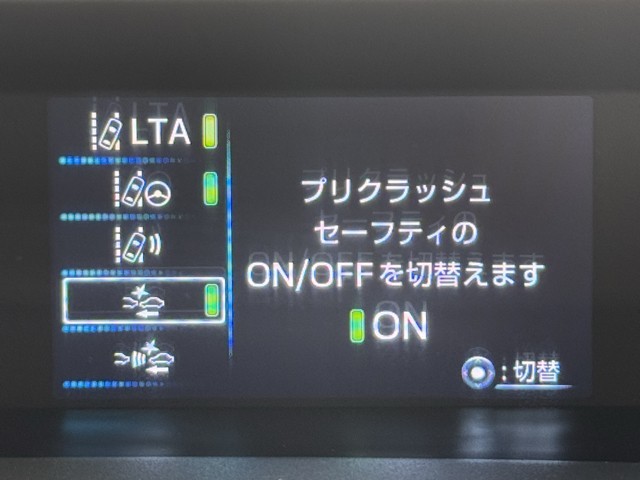 LTA
プリクラッシュ
セーフティの
ON/OFFを切替えます
ON
:切替